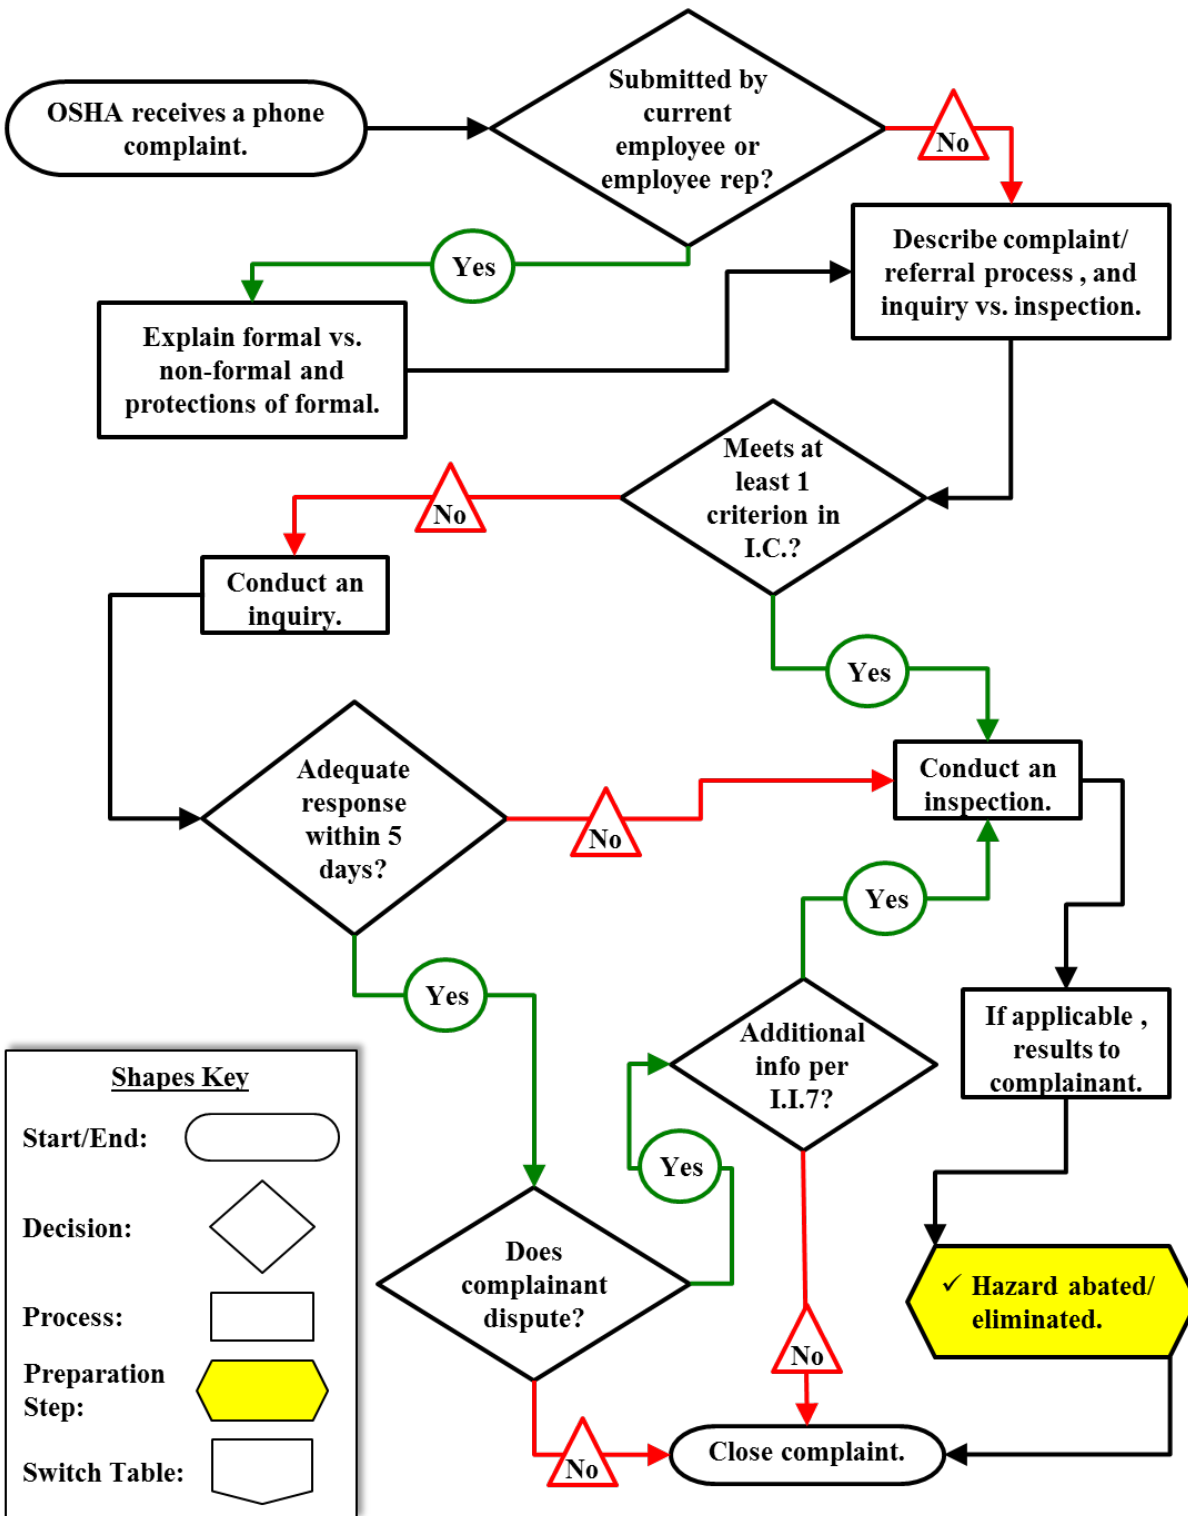 OSHA receives a phone
complaint.
Submitted by
current
employee or
employee rep?
No
Yes
Describe complaint/
referral process , and
inquiry vs. inspection.
Explain formal vs.
non-formal and
protections of formal.
Meets at
least 1
criterion in
I.C.?
No
Conduct an
inquiry.
Yes
Adequate
response
within 5
days?
No
Conduct an
inspection.
Yes
Yes
Additional
info per
I.I.7?
If applicable ,
results to
complainant.
Yes
Does
complainant
dispute?
✓ Hazard abated/
eliminated.
No
No
Close complaint.
Shapes Key
Start/End:
Decision:
Process:
Preparation
Step:
Switch Table: